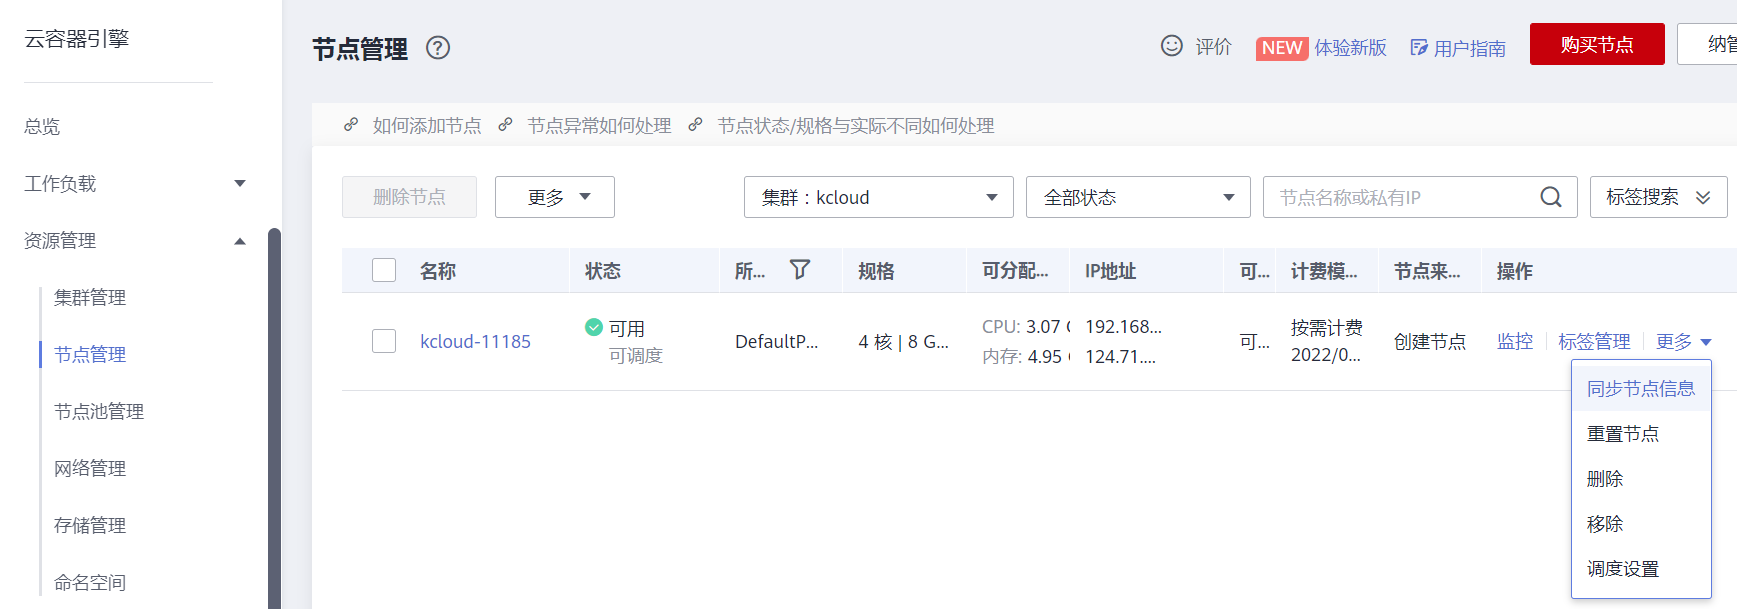 云容器引擎
总览
工作负载
资源管理
集群管理
节点管理
节点池管理
网络管理
存储管理
命名空间
节点管理 ?
评价 NEW 体验新版 用户指南 购买节点 纳管
如何添加节点 节点异常如何处理 节点状态/规格与实际不同如何处理
删除节点 更多 集群：kcloud 全部状态 节点名称或私有IP 标签搜索
名称 状态 所... 规格 可分配... IP地址 可... 计费模... 节点来... 操作
kcloud-11185 可用 可调度 DefaultP... 4 核 | 8 G... CPU: 3.07 内存: 4.95 192.168... 124.71.... 可... 按需计费 2022/0... 创建节点 监控 标签管理 更多
同步节点信息
重置节点
删除
移除
调度设置